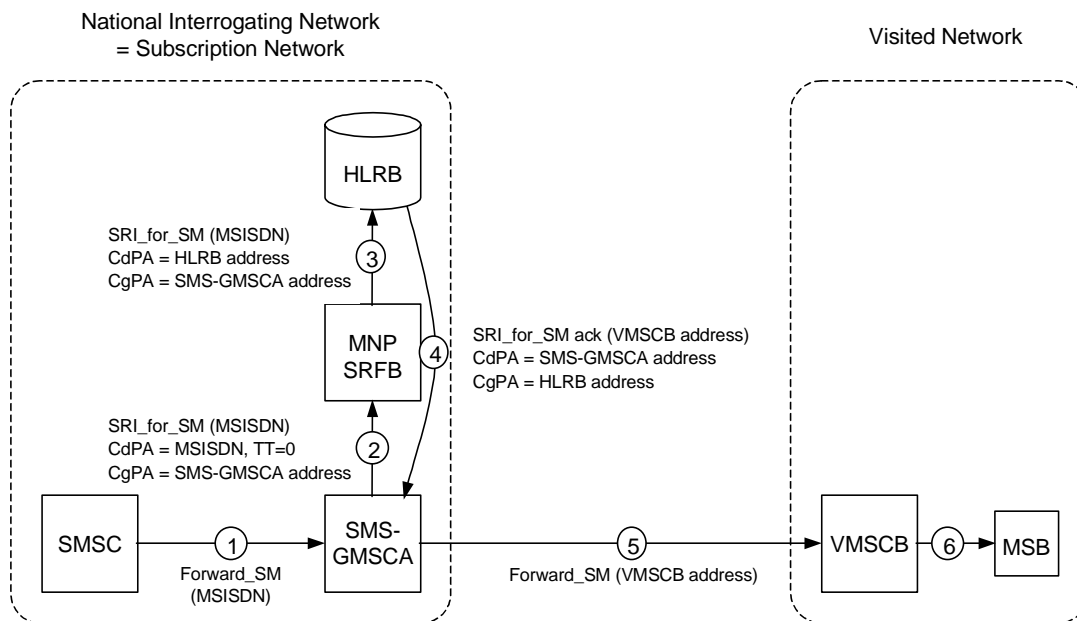 National Interrogating Network
= Subscription Network
Visited Network
HLRB
SRI_for_SM (MSISDN)
CdPA = HLRB address
CgPA = SMS-GMSCA address
3
MNP
SRFB
4
SRI_for_SM ack (VMSCB address)
CdPA = SMS-GMSCA address
CgPA = HLRB address
SRI_for_SM (MSISDN)
CdPA = MSISDN, TT=0
CgPA = SMS-GMSCA address
2
SMSC
1
Forward_SM
(MSISDN)
SMS-
GMSCA
5
Forward_SM (VMSCB address)
VMSCB
6
MSB